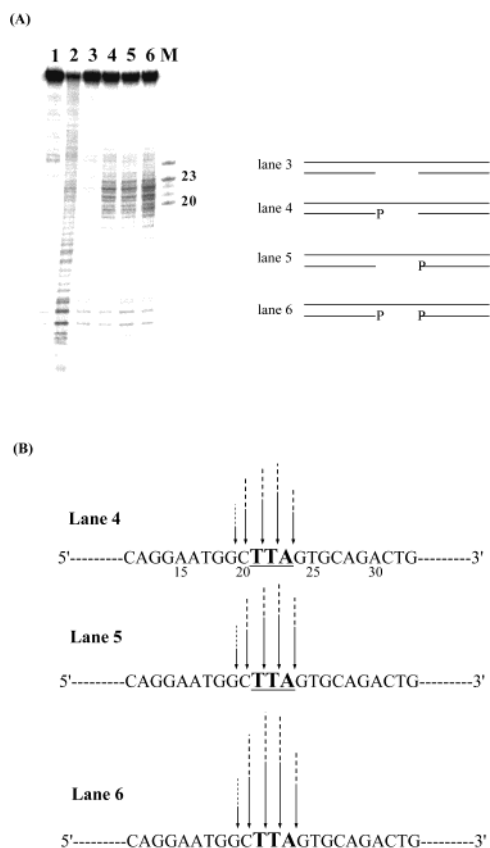 (A)
1 2 3 4 5 6 M
23
20
lane 3
lane 4
P
lane 5
P
lane 6
P P
(B)
Lane 4
5'---------CAGGAATGGCTTAGTGCAGACTG--------3'
15 20 25 30
Lane 5
5'---------CAGGAATGGCTTAGTGCAGACTG---------3'
Lane 6
5'---------CAGGAATGGCTTAGTGCAGACTG--------3'